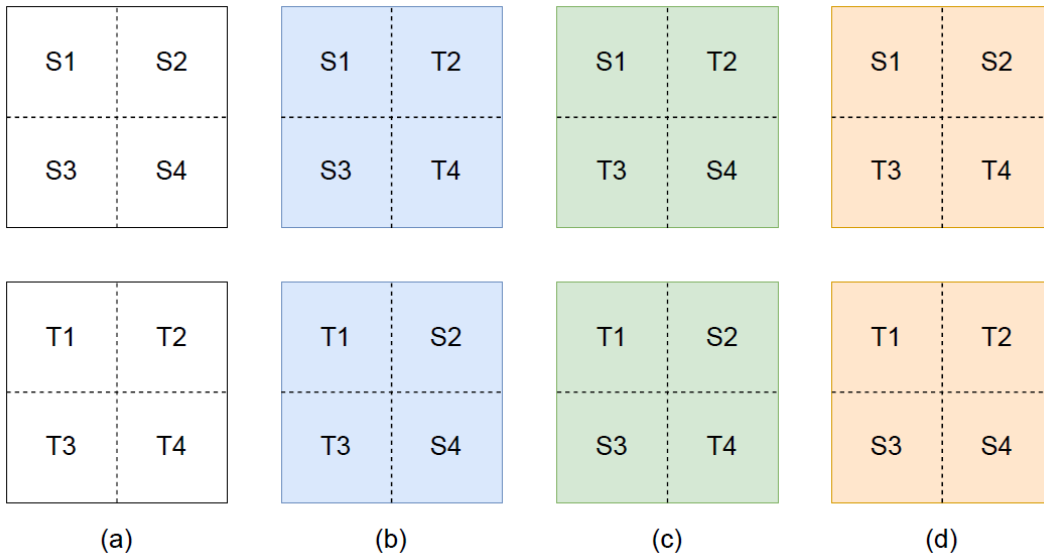 S1 S2 S1 T2 S1 T2 S1 S2
S3 S4 S3 T4 T3 S4 T3 T4
T1 T2 T1 S2 T1 S2 T1 T2
T3 T4 T3 S4 S3 T4 S3 S4
(a) (b) (c) (d)